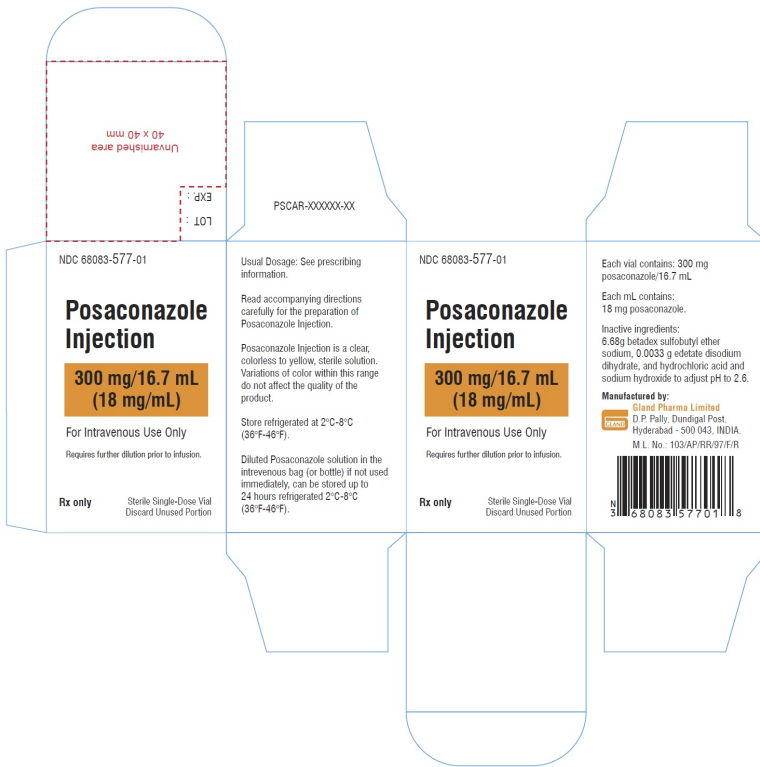 Unvarnished area
40 x 40 mm
LOT :
EXP. :
PSCAR-XXXXXX-XX
NDC 68083-577-01
Posaconazole
Injection
300 mg/16.7 mL
(18 mg/mL)
For Intravenous Use Only
Requires further dilution prior to infusion.
Rx only
Sterile Single-Dose Vial
Discard Unused Portion
Usual Dosage: See prescribing
information.
Read accompanying directions
carefully for the preparation of
Posaconazole Injection.
Posaconazole Injection is a clear,
colorless to yellow, sterile solution.
Variations of color within this range
do not affect the quality of the
product.
Store refrigerated at 2°C-8°C
(36°F-46°F).
Diluted Posaconazole solution in the
intrevenous bag (or bottle) if not used
immediately, can be stored up to
24 hours refrigerated 2°C-8°C
(36°F-46°F).
NDC 68083-577-01
Posaconazole
Injection
300 mg/16.7 mL
(18 mg/mL)
For Intravenous Use Only
Requires further dilution prior to infusion.
Rx only
Sterile Single-Dose Vial
Discard Unused Portion
Each vial contains: 300 mg
posaconazole/16.7 mL
Each mL contains:
18 mg posaconazole.
Inactive ingredients:
6.68g betadex sulfobutyl ether
sodium, 0.0033 g edetate disodium
dihydrate, and hydrochloric acid and
sodium hydroxide to adjust pH to 2.6.
Manufactured by:
GLAND
Gland Pharma Limited
D.P. Pally, Dundigal Post,
Hyderabad - 500 043, INDIA.
M.L. No.: 103/AP/RR/97/F/R
N
3 68083 57701 8